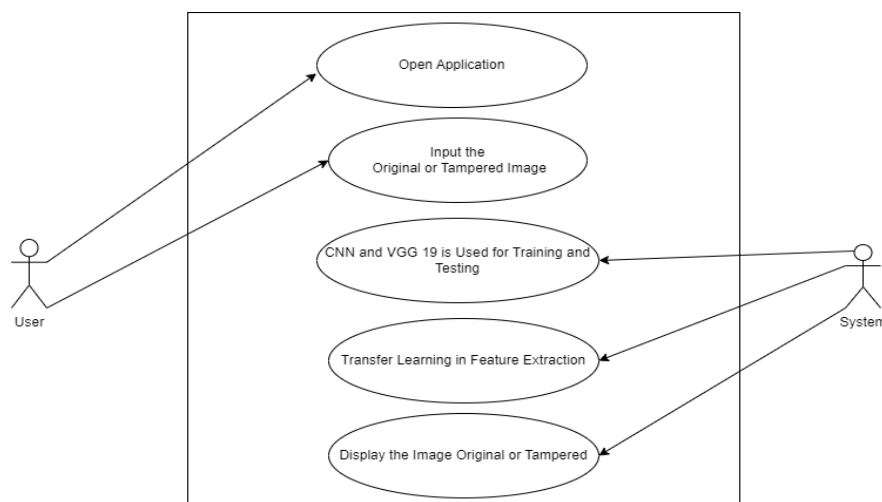 Open Application
Input the
Original or Tampered Image
CNN and VGG 19 is Used for Training and
Testing
User
System
Transfer Learning in Feature Extraction
Display the Image Original or Tampered